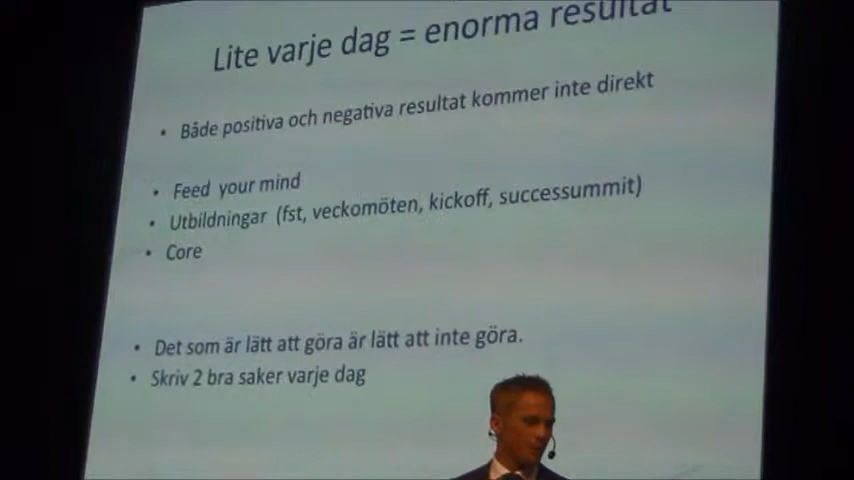 Lite varje dag = enorma resultat
• Både positiva och negativa resultat kommer inte direkt
• Feed your mind
• Utbildningar (fst, veckomöten, kickoff, successummit)
• Core
• Det som är lätt att göra är lätt att inte göra.
• Skriv 2 bra saker varje dag